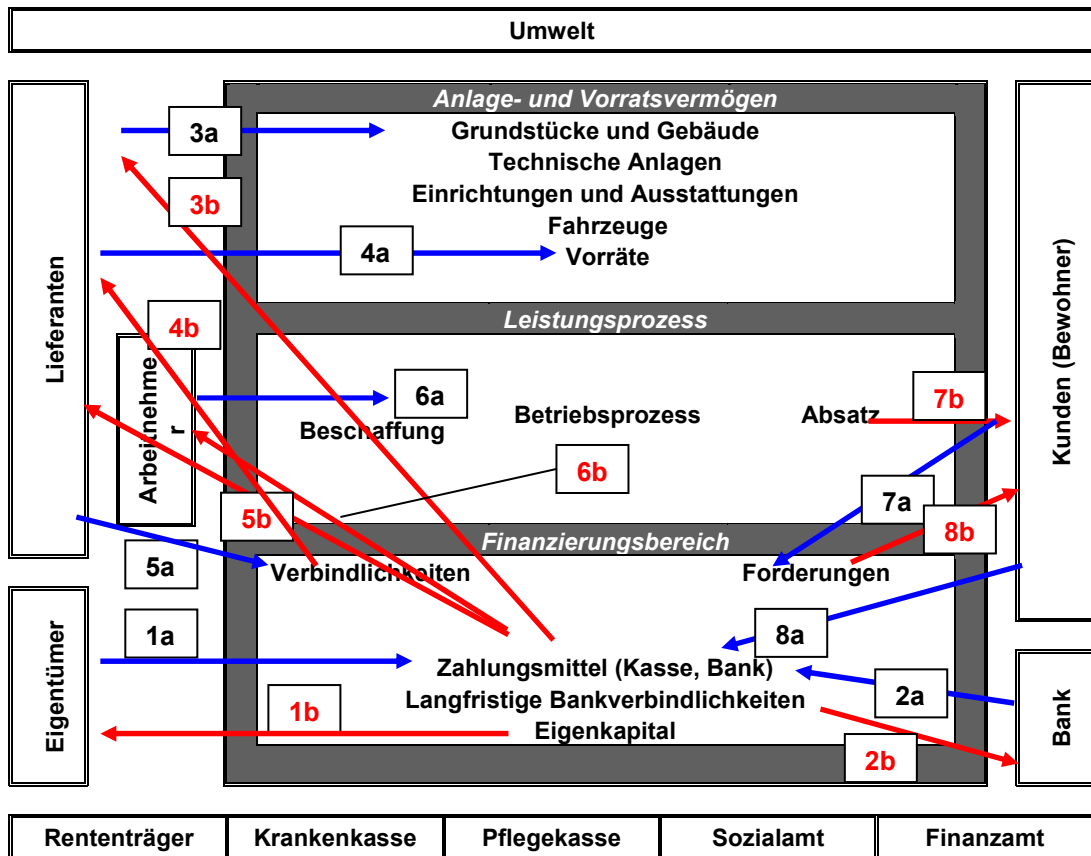 Umwelt
Anlage- und Vorratsvermögen
3a
Grundstücke und Gebäude
Technische Anlagen
3b
Einrichtungen und Ausstattungen
Fahrzeuge
4a
Vorräte
Lieferanten
Kunden (Bewohner)
Leistungsprozess
4b
Arbeitnehme
r
6a
7b
Beschaffung
Betriebsprozess
Absatz
6b
5b
7a
8b
Finanzierungsbereich
5a
Verbindlichkeiten
Forderungen
Eigentümer
1a
8a
Zahlungsmittel (Kasse, Bank)
2a
Langfristige Bankverbindlichkeiten
1b
Eigenkapital
Bank
2b
Rententräger
Krankenkasse
Pflegekasse
Sozialamt
Finanzamt